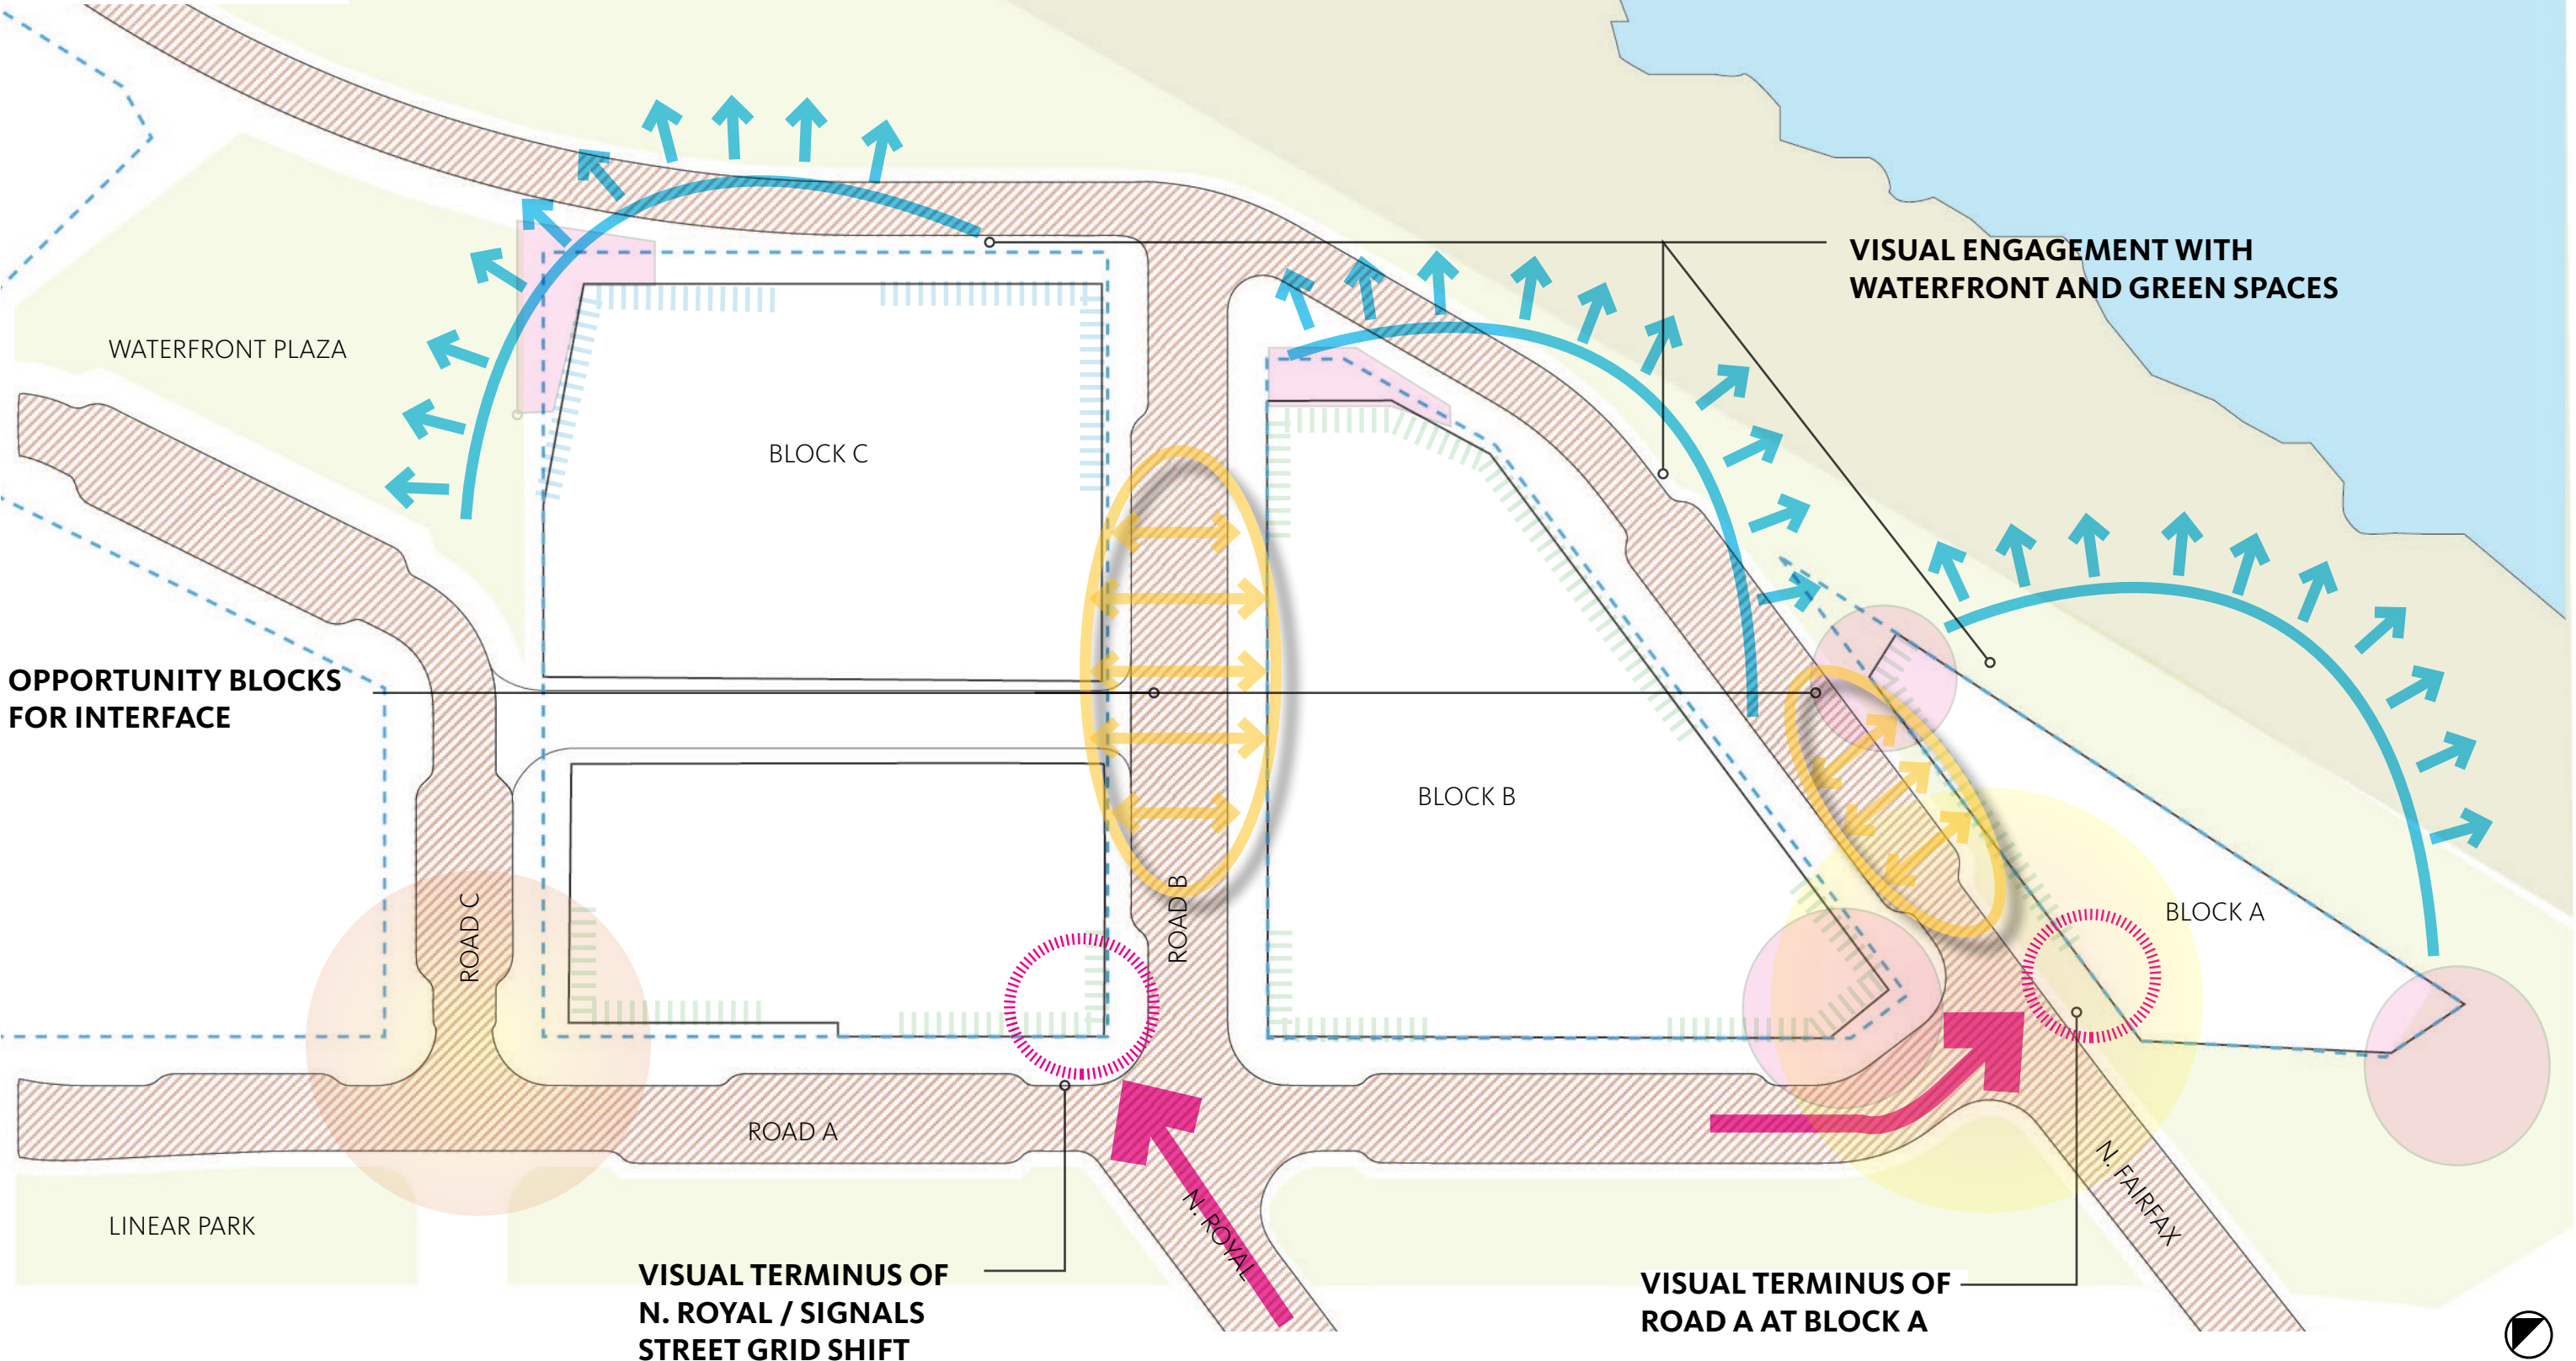 VISUAL ENGAGEMENT WITH
WATERFRONT AND GREEN SPACES
WATERFRONT PLAZA
BLOCK C
OPPORTUNITY BLOCKS
FOR INTERFACE
BLOCK B
ROAD C
ROAD B
BLOCK A
ROAD A
N. ROYAL
N. FAIRFAX
LINEAR PARK
VISUAL TERMINUS OF
N. ROYAL / SIGNALS
STREET GRID SHIFT
VISUAL TERMINUS OF
ROAD A AT BLOCK A